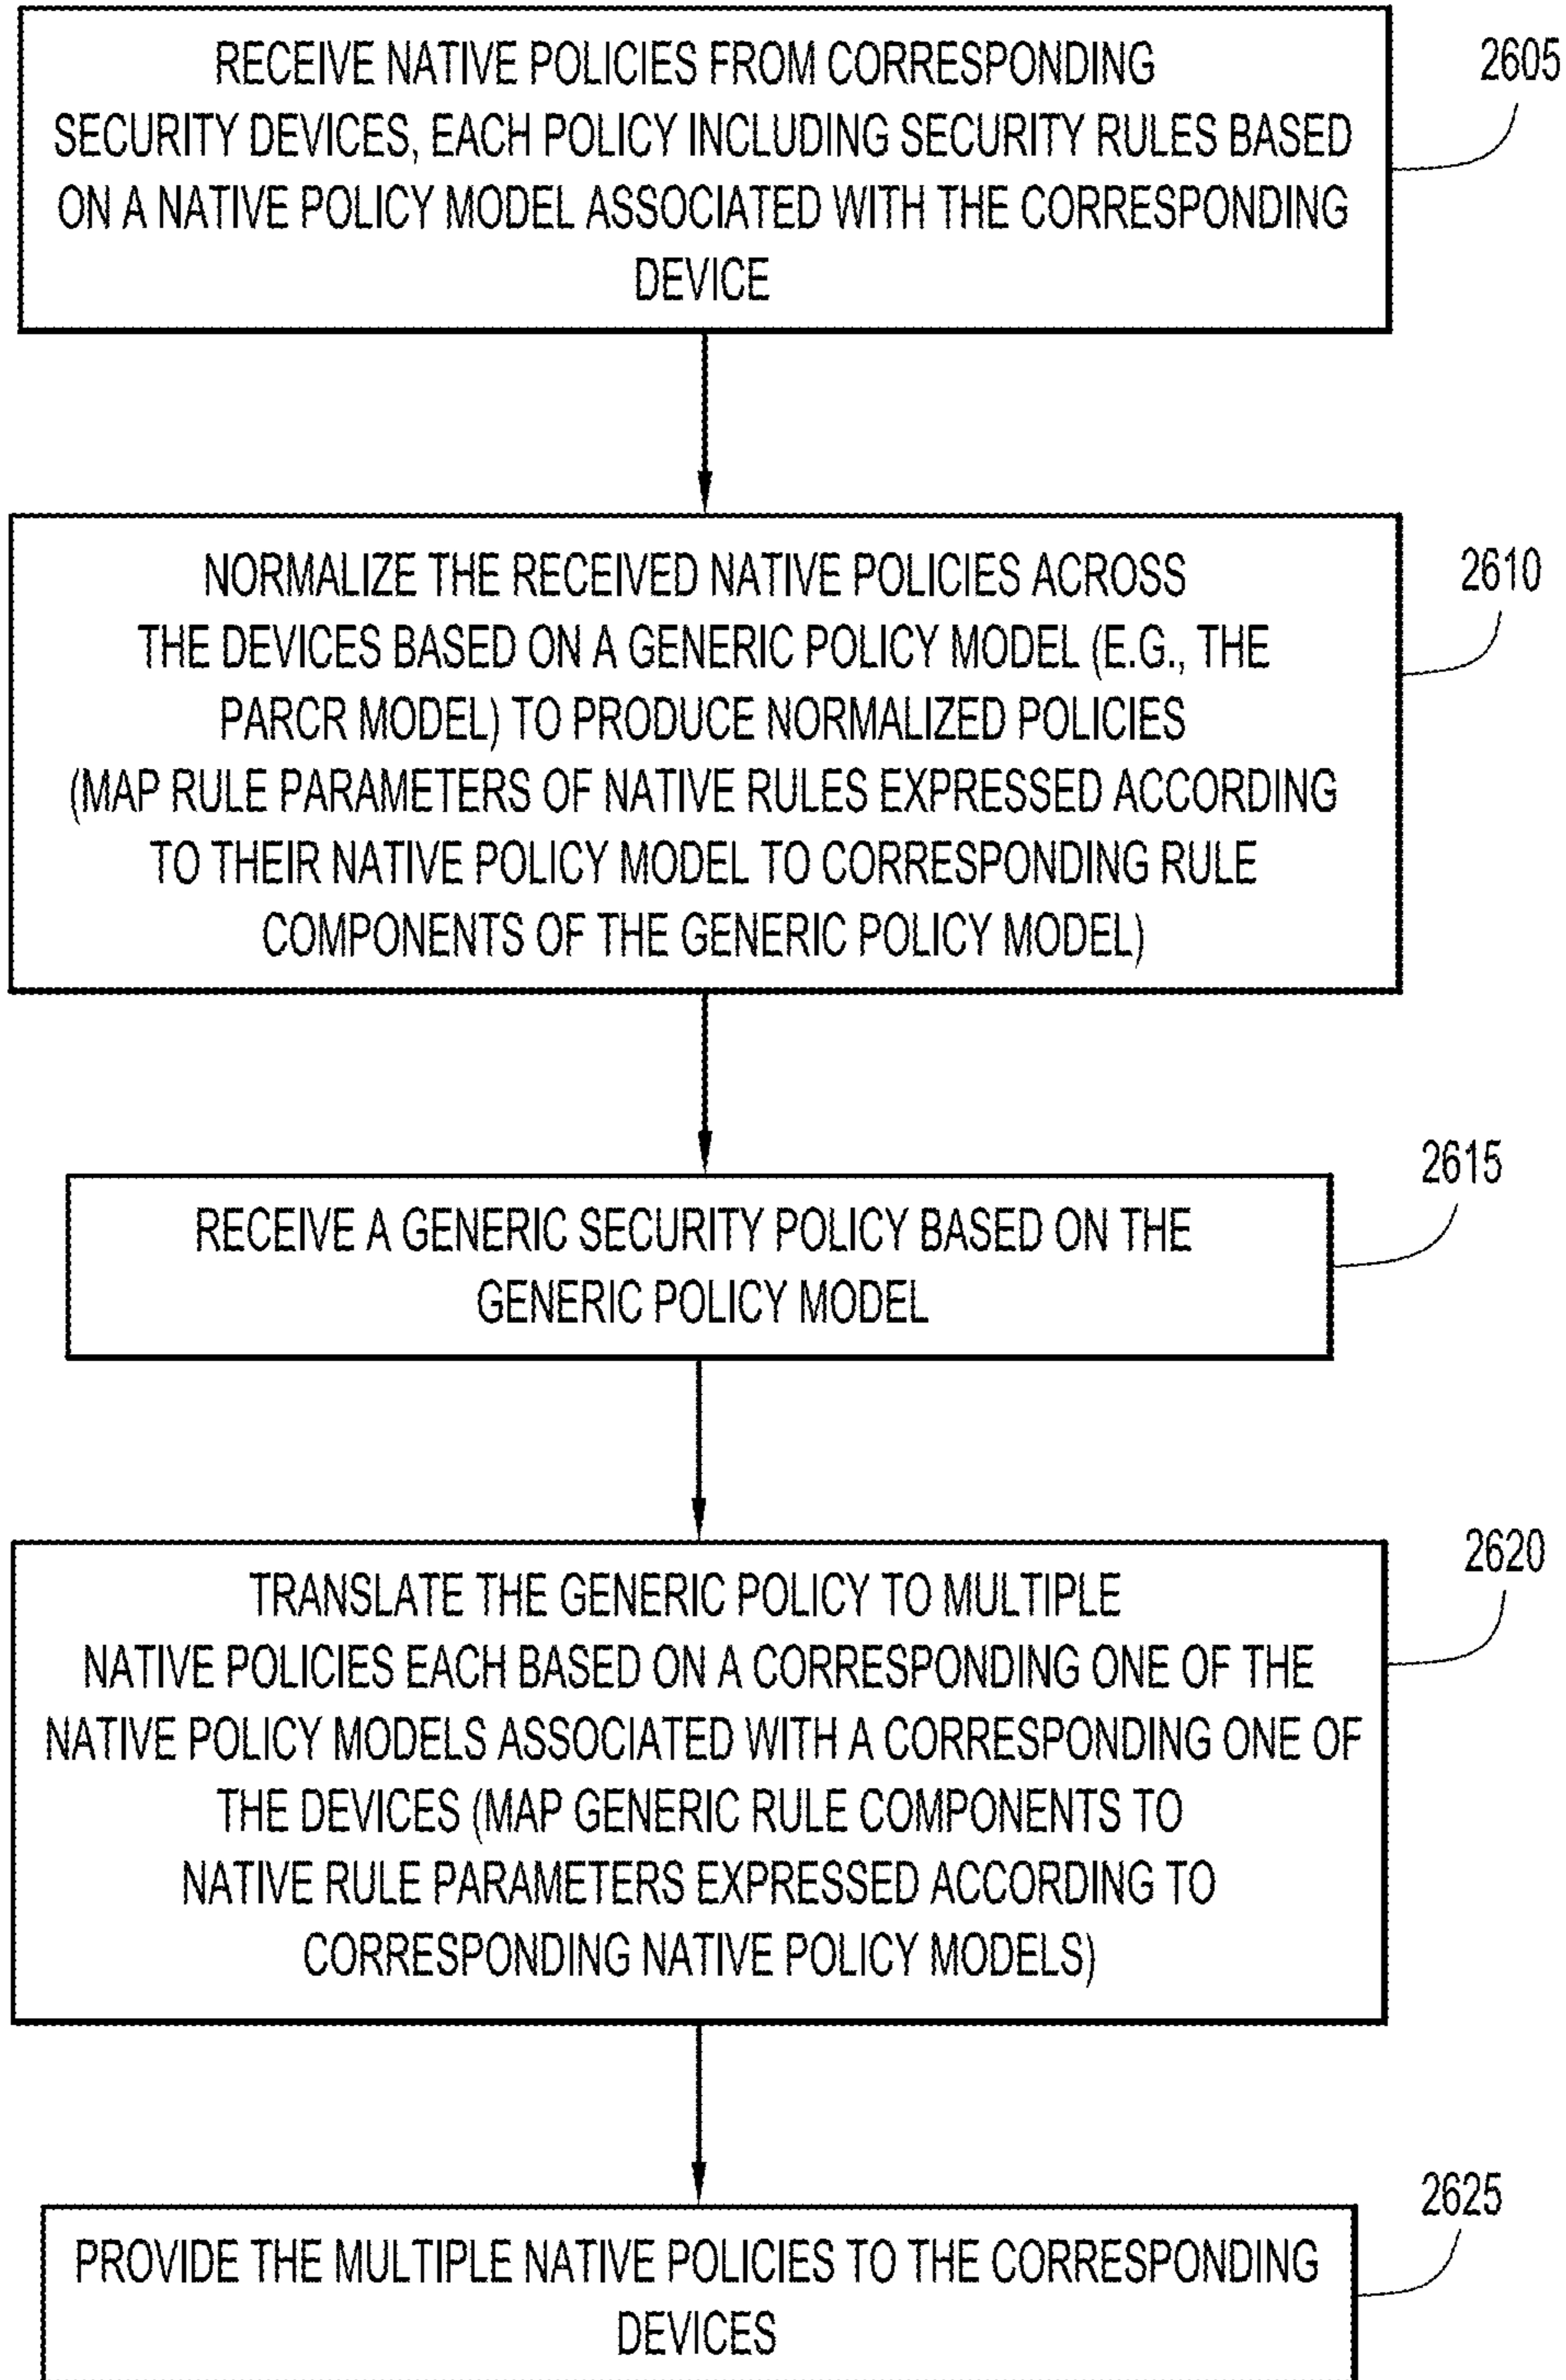 RECEIVE NATIVE POLICIES FROM CORRESPONDING
SECURITY DEVICES, EACH POLICY INCLUDING SECURITY RULES BASED
ON A NATIVE POLICY MODEL ASSOCIATED WITH THE CORRESPONDING
DEVICE
2605
NORMALIZE THE RECEIVED NATIVE POLICIES ACROSS
THE DEVICES BASED ON A GENERIC POLICY MODEL (E.G., THE
PARCR MODEL) TO PRODUCE NORMALIZED POLICIES
(MAP RULE PARAMETERS OF NATIVE RULES EXPRESSED ACCORDING
TO THEIR NATIVE POLICY MODEL TO CORRESPONDING RULE
COMPONENTS OF THE GENERIC POLICY MODEL)
2610
RECEIVE A GENERIC SECURITY POLICY BASED ON THE
GENERIC POLICY MODEL
2615
TRANSLATE THE GENERIC POLICY TO MULTIPLE
NATIVE POLICIES EACH BASED ON A CORRESPONDING ONE OF THE
NATIVE POLICY MODELS ASSOCIATED WITH A CORRESPONDING ONE OF
THE DEVICES (MAP GENERIC RULE COMPONENTS TO
NATIVE RULE PARAMETERS EXPRESSED ACCORDING TO
CORRESPONDING NATIVE POLICY MODELS)
2620
PROVIDE THE MULTIPLE NATIVE POLICIES TO THE CORRESPONDING
DEVICES
2625